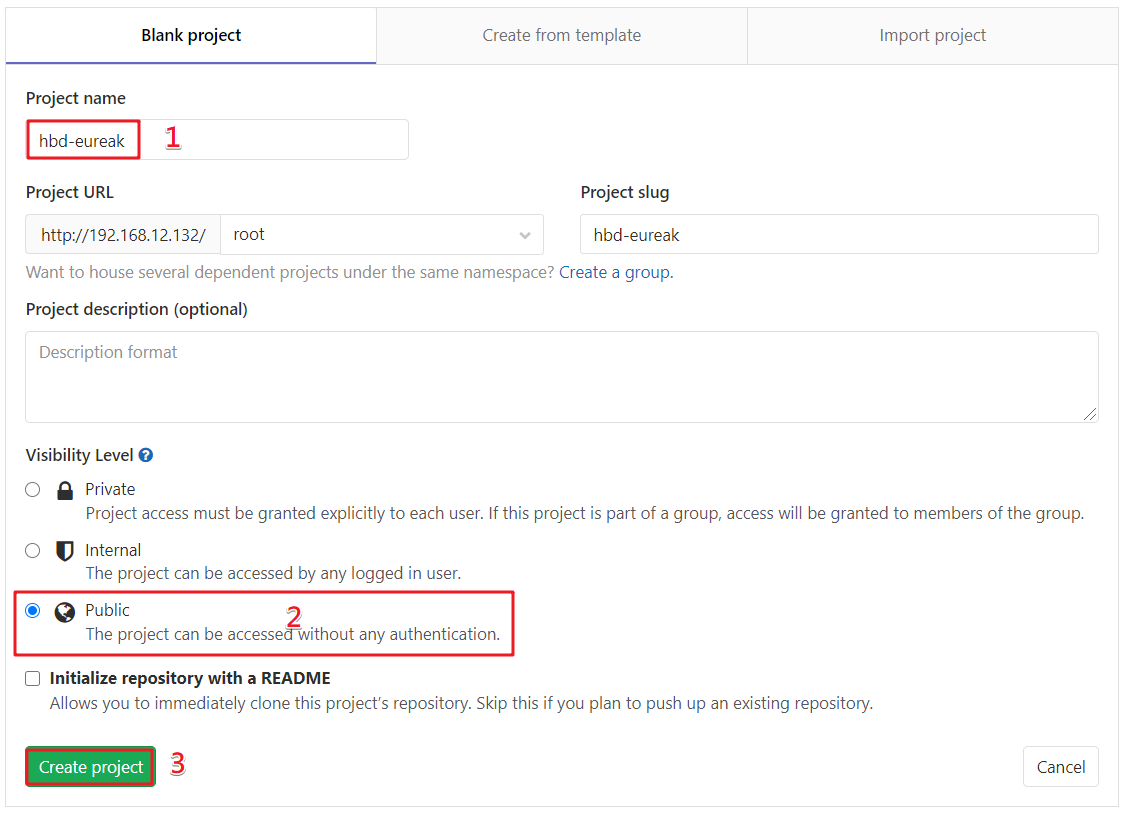 Blank project
Create from template
Import project
Project name
hbd-eureak
1
Project URL
Project slug
http://192.168.12.132/
root
hbd-eureak
Want to house several dependent projects under the same namespace? Create a group.
Project description (optional)
Description format
Visibility Level ?
Private
Project access must be granted explicitly to each user. If this project is part of a group, access will be granted to members of the group.
Internal
The project can be accessed by any logged in user.
Public
2
The project can be accessed without any authentication.
Initialize repository with a README
Allows you to immediately clone this project’s repository. Skip this if you plan to push up an existing repository.
Create project
3
Cancel